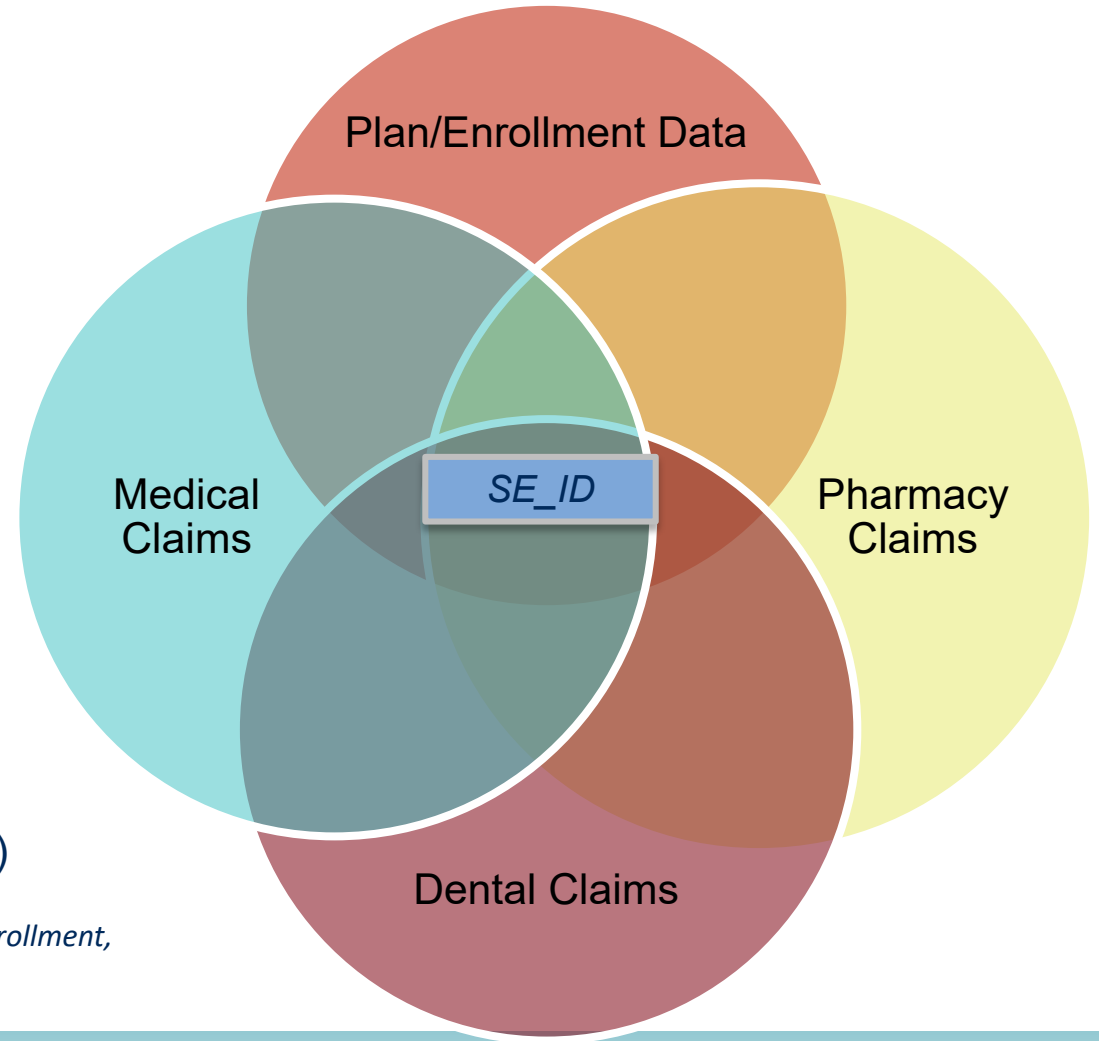 Plan/Enrollment Data
Medical
Claims
SE_ID
Pharmacy
Claims
)
Dental Claims
rollment,